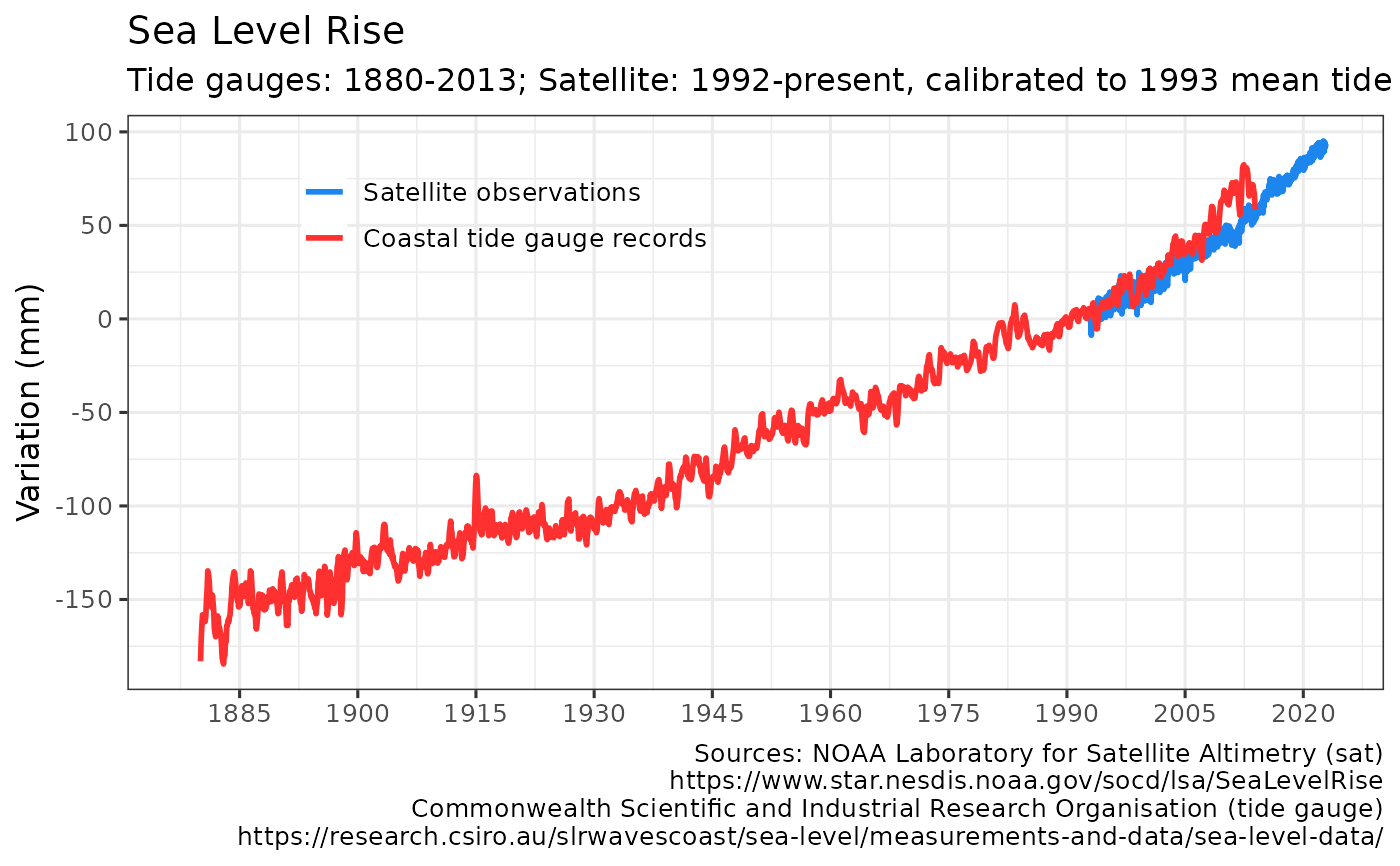 Sea Level Rise
Tide gauges: 1880-2013; Satellite: 1992-present, calibrated to 1993 mean tide
Variation (mm)
100
50
0
-50
-100
-150
Satellite observations
Coastal tide gauge records
1885 1900 1915 1930 1945 1960 1975 1990 2005 2020
Sources: NOAA Laboratory for Satellite Altimetry (sat)
https://www.star.nesdis.noaa.gov/socd/lsa/SeaLevelRise
Commonwealth Scientific and Industrial Research Organisation (tide gauge)
https://research.csiro.au/slrwavescoast/sea-level/measurements-and-data/sea-level-data/